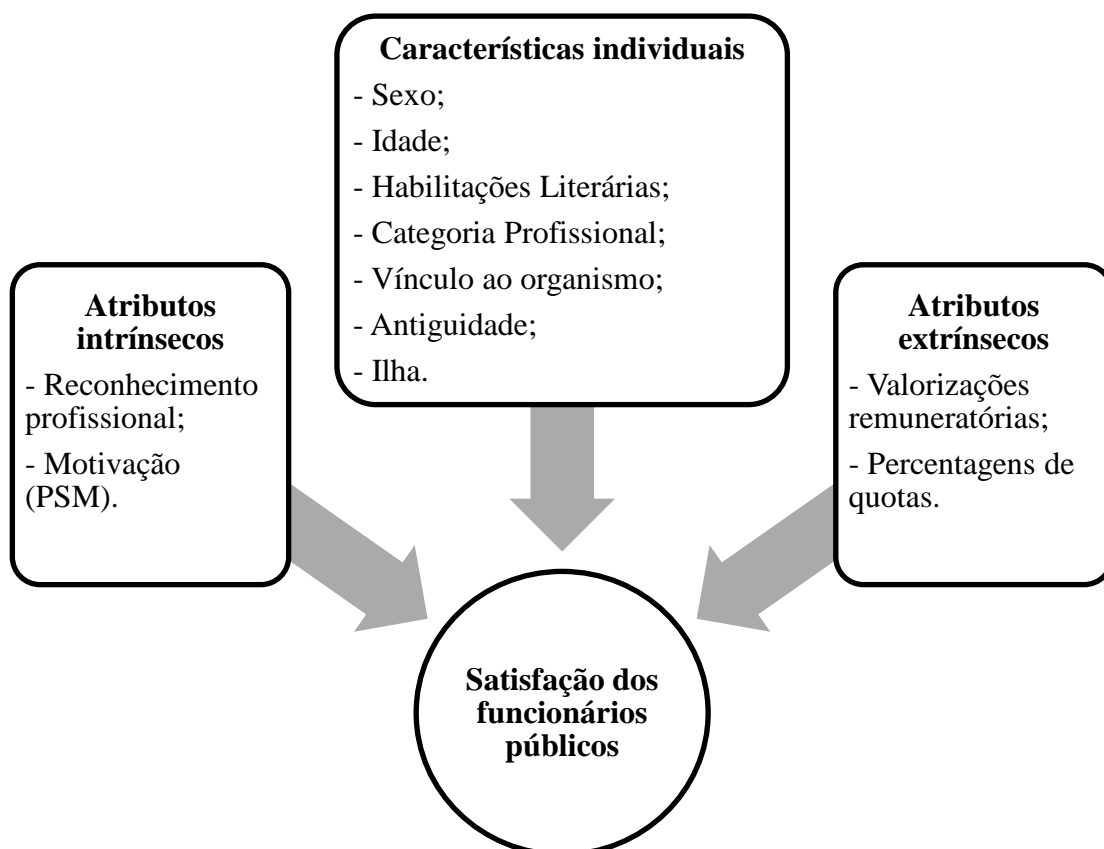 Características individuais
- Sexo;
- Idade;
- Habilitações Literárias;
- Categoria Profissional;
- Vínculo ao organismo;
- Antiguidade;
- Ilha.
Atributos
intrínsecos
- Reconhecimento
profissional;
- Motivação
(PSM).
Atributos
extrínsecos
- Valorizações
remuneratórias;
- Percentagens de
quotas.
Satisfação dos
funcionários
públicos